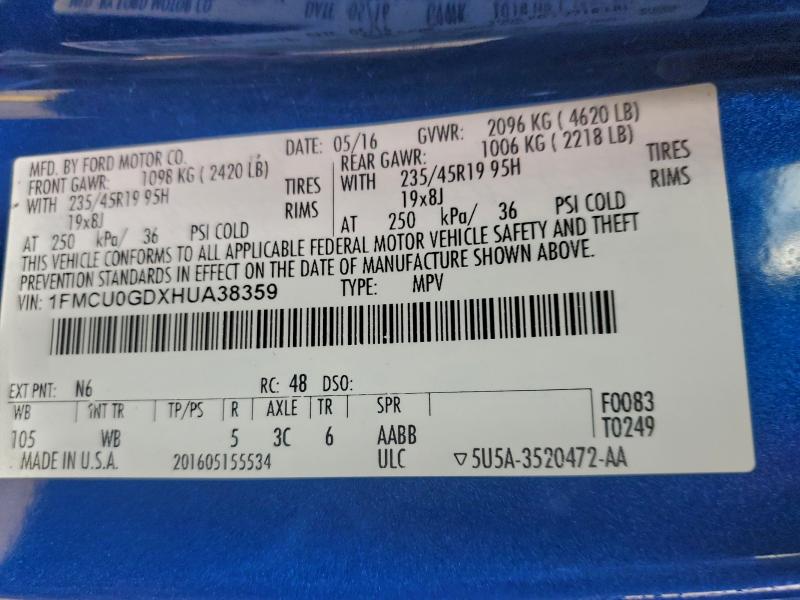 MFD. BY FORD MOTOR CO. DATE: 05/16 GVWR: 2096 KG ( 4620 LB)
FRONT GAWR: 1098 KG ( 2420 LB) REAR GAWR: 1006 KG ( 2218 LB)
WITH 235/45R19 95H TIRES WITH 235/45R19 95H TIRES
19x8J RIMS 19x8J RIMS
AT 250 kPa/ 36 PSI COLD AT 250 kPa/ 36 PSI COLD
THIS VEHICLE CONFORMS TO ALL APPLICABLE FEDERAL MOTOR VEHICLE SAFETY AND THEFT
PREVENTION STANDARDS IN EFFECT ON THE DATE OF MANUFACTURE SHOWN ABOVE.
VIN: 1FMCU0GDXHUA38359 TYPE: MPV
EXT PNT: N6 RC: 48 DSO:
WB INT TR TP/PS R AXLE TR SPR F0083
105 WB 5 3C 6 AABB T0249
MADE IN U.S.A. 201605155534 ULC ▽5U5A-3520472-AA